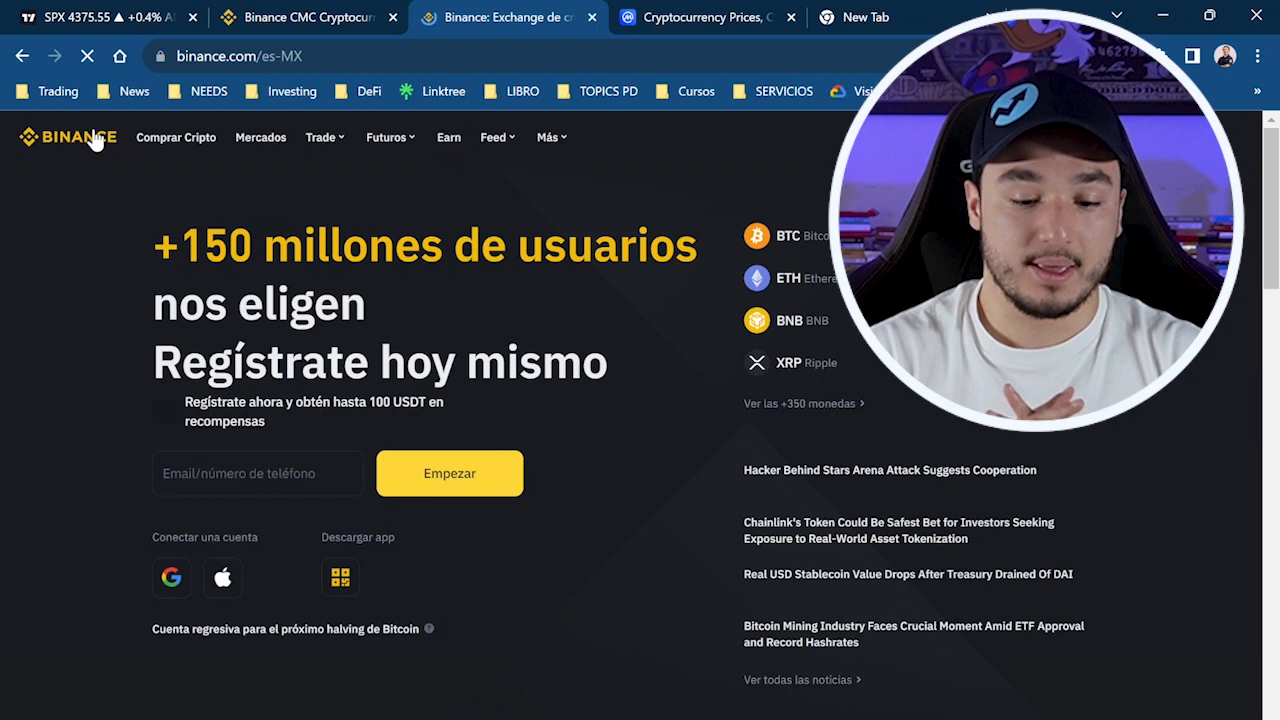 SPX 4375.55 ▲ +0.4%
Binance CMC Cryptocurr
Binance: Exchange de cr
Cryptocurrency Prices, C
New Tab
binance.com/es-MX
Trading
News
NEEDS
Investing
DeFi
Linktree
LIBRO
TOPICS PD
Cursos
SERVICIOS
»
BINANCE
Comprar Cripto
Mercados
Trade
Futuros
Earn
Feed
Más
+150 millones de usuarios
nos eligen
Regístrate hoy mismo
Regístrate ahora y obtén hasta 100 USDT en
recompensas
Email/número de teléfono
Empezar
Conectar una cuenta
Descargar app
Cuenta regresiva para el próximo halving de Bitcoin
BTC Bitco
ETH Ethere
BNB BNB
XRP Ripple
Ver las +350 monedas
Hacker Behind Stars Arena Attack Suggests Cooperation
Chainlink's Token Could Be Safest Bet for Investors Seeking
Exposure to Real-World Asset Tokenization
Real USD Stablecoin Value Drops After Treasury Drained Of DAI
Bitcoin Mining Industry Faces Crucial Moment Amid ETF Approval
and Record Hashrates
Ver todas las noticias